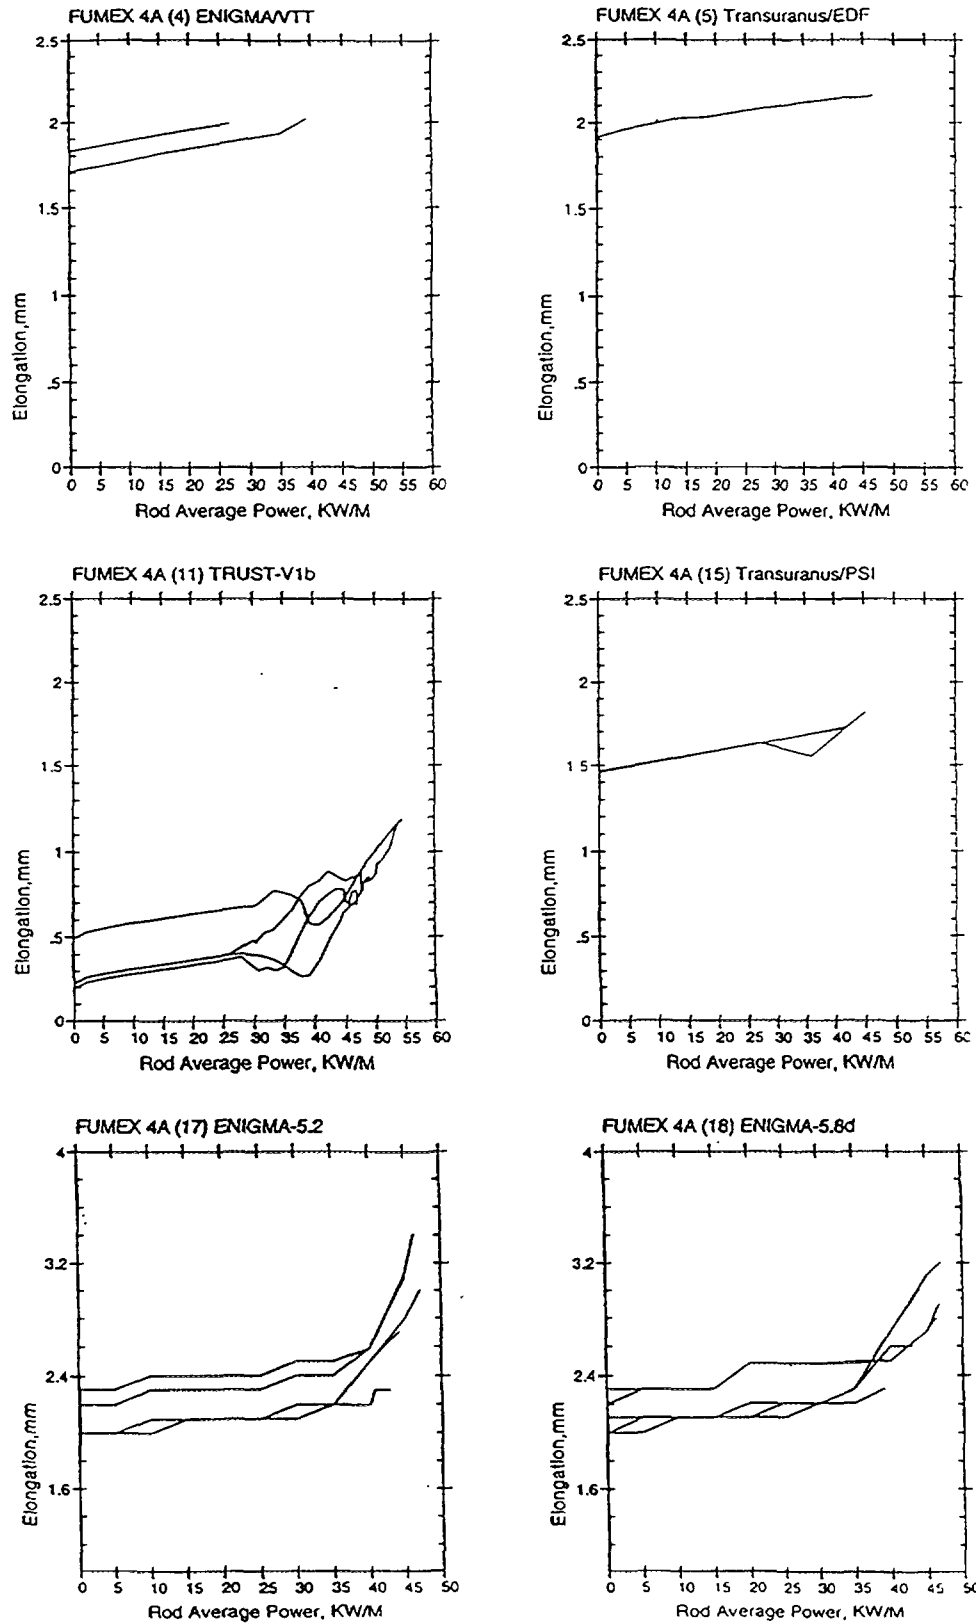 FUMEX 4A (4) ENIGMA/VTT
2.5
2
1.5
1
.5
0
Elongation,mm
0 5 10 15 20 25 30 35 40 45 50 55 60
Rod Average Power, KW/M
FUMEX 4A (5) Transuranus/EDF
2.5
2
1.5
1
.5
0
Elongation,mm
0 5 10 15 20 25 30 35 40 45 50 55 60
Rod Average Power, KW/M
FUMEX 4A (11) TRUST-V1b
2.5
2
1.5
1
.5
0
Elongation,mm
0 5 10 15 20 25 30 35 40 45 50 55 60
Rod Average Power, KW/M
FUMEX 4A (15) Transuranus/PSI
2.5
2
1.5
1
.5
0
Elongation,mm
0 5 10 15 20 25 30 35 40 45 50 55 60
Rod Average Power, KW/M
FUMEX 4A (17) ENIGMA-5.2
4
3.2
2.4
1.6
Elongation,mm
0 5 10 15 20 25 30 35 40 45 50
Rod Average Power, KW/M
FUMEX 4A (18) ENIGMA-5.8d
4
3.2
2.4
1.6
Elongation,mm
0 5 10 15 20 25 30 35 40 45 50
Rod Average Power, KW/M